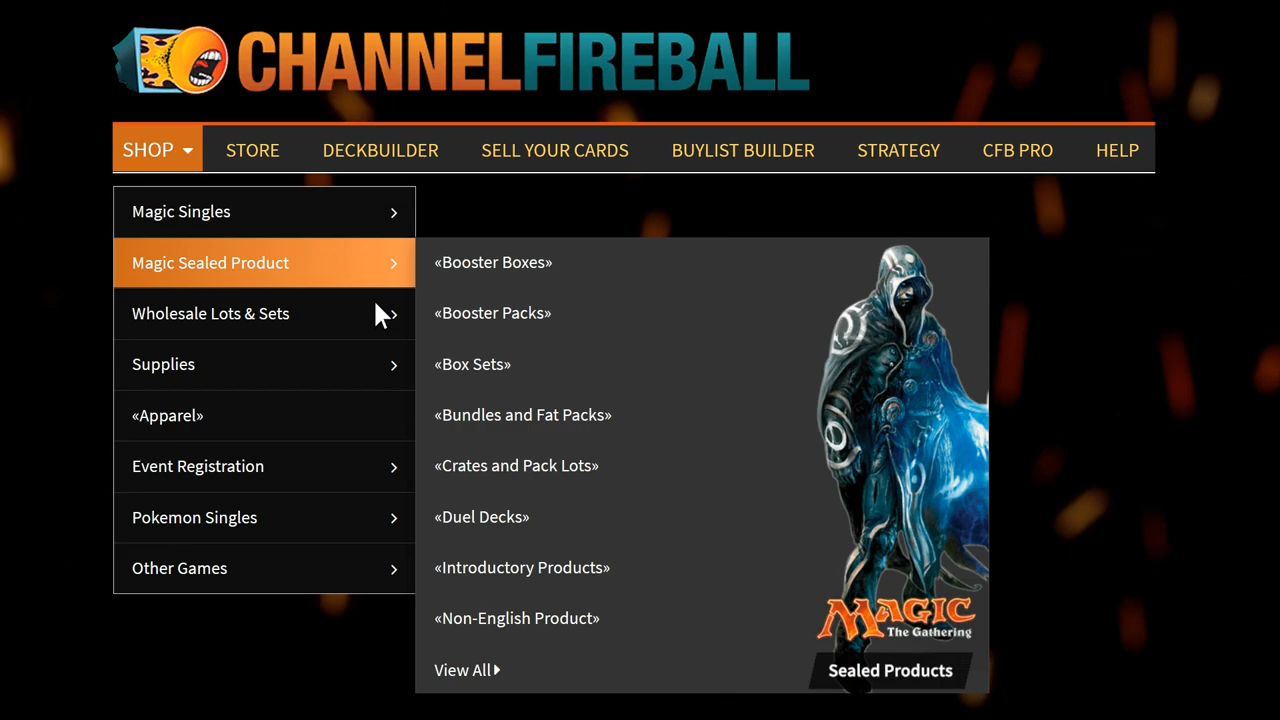 CHANNELFIREBALL
SHOP
STORE
DECKBUILDER
SELL YOUR CARDS
BUYLIST BUILDER
STRATEGY
CFB PRO
HELP
Magic Singles
Magic Sealed Product
Wholesale Lots & Sets
Supplies
«Apparel»
Event Registration
Pokemon Singles
Other Games
«Booster Boxes»
«Booster Packs»
«Box Sets»
«Bundles and Fat Packs»
«Crates and Pack Lots»
«Duel Decks»
«Introductory Products»
«Non-English Product»
View All
MAGIC
The Gathering
Sealed Products